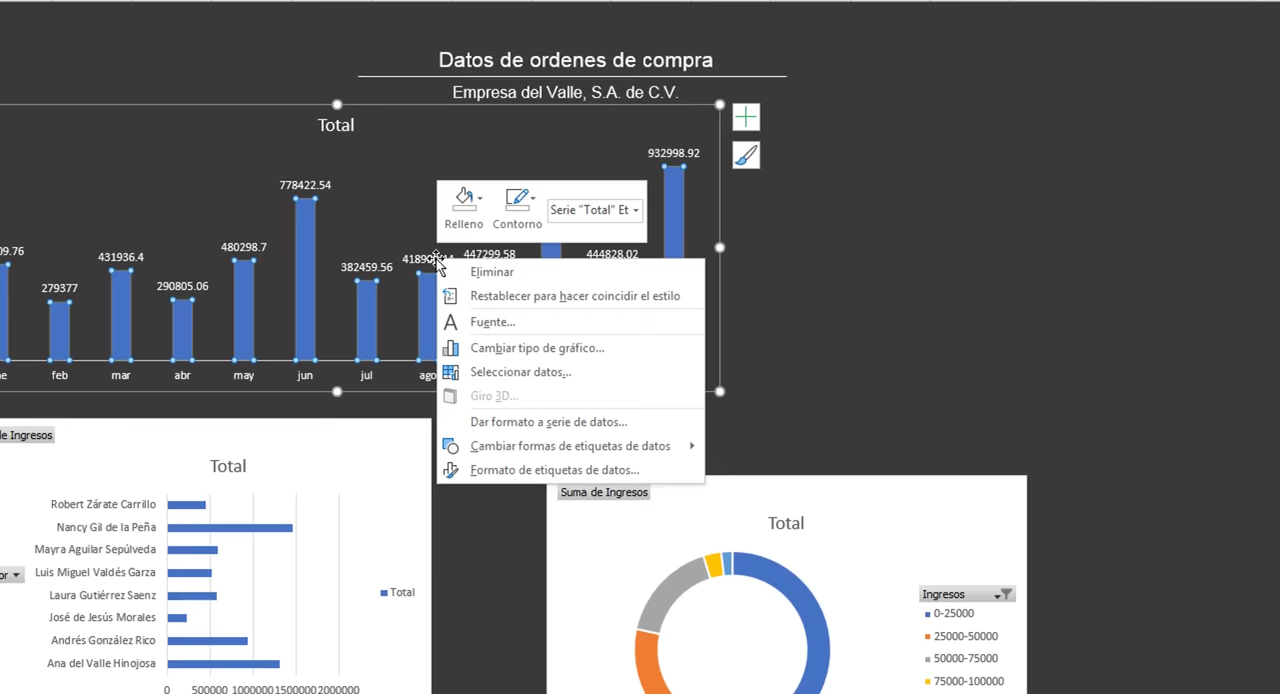 Datos de ordenes de compra
Empresa del Valle, S.A. de C.V.
Total
932998.92
778422.54
Relleno
Contorno
Serie "Total" Et
09.76
431936.4
480298.7
447299.58
444828.02
279377
290805.06
382459.56
Eliminar
Restablecer para hacer coincidir el estilo
Fuente...
Cambiar tipo de gráfico...
Seleccionar datos...
Giro 3D...
Dar formato a serie de datos...
Cambiar formas de etiquetas de datos
Formato de etiquetas de datos...
ne
feb
mar
abr
may
jun
jul
ago
de Ingresos
Total
Robert Zárate Carrillo
Nancy Gil de la Peña
Mayra Aguilar Sepúlveda
Luis Miguel Valdés Garza
Laura Gutiérrez Saenz
José de Jesús Morales
Andrés González Rico
Ana del Valle Hinojosa
or
Total
0 500000 1000000 1500000 2000000
Suma de Ingresos
Total
Ingresos
0-25000
25000-50000
50000-75000
75000-100000